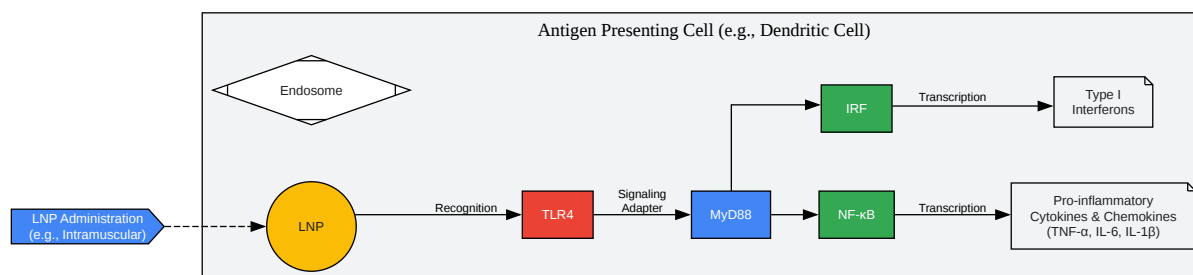 Antigen Presenting Cell (e.g., Dendritic Cell)
Endosome
IRF
Transcription
Type I
Interferons
LNP Administration
(e.g., Intramuscular)
LNP
Recognition
TLR4
Signaling
Adapter
MyD88
NF-κB
Transcription
Pro-inflammatory
Cytokines & Chemokines
(TNF-α, IL-6, IL-1β)